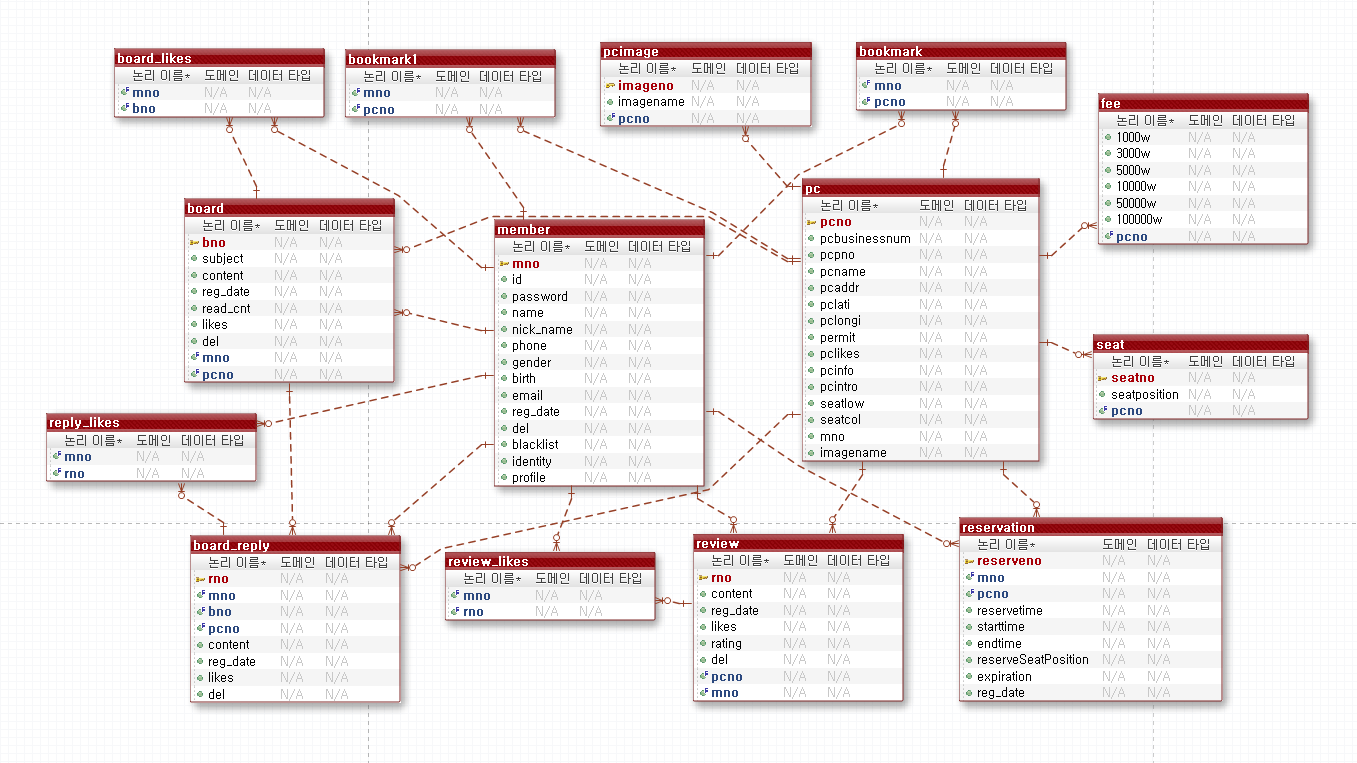 board_likes
논리 이름* 도메인 데이터 타입
mno N/A N/A
bno N/A N/A
bookmark1
논리 이름* 도메인 데이터 타입
mno N/A N/A
pcno N/A N/A
pcimage
논리 이름* 도메인 데이터 타입
imageno N/A N/A
imagename N/A N/A
pcno N/A N/A
bookmark
논리 이름* 도메인 데이터 타입
mno N/A N/A
pcno N/A N/A
fee
논리 이름* 도메인 데이터 타입
1000w N/A N/A
3000w N/A N/A
5000w N/A N/A
10000w N/A N/A
50000w N/A N/A
100000w N/A N/A
pcno N/A N/A
board
논리 이름* 도메인 데이터 타입
bno N/A N/A
subject N/A N/A
content N/A N/A
reg_date N/A N/A
read_cnt N/A N/A
likes N/A N/A
del N/A N/A
mno N/A N/A
pcno N/A N/A
member
논리 이름* 도메인 데이터 타입
mno N/A N/A
id N/A N/A
password N/A N/A
name N/A N/A
nick_name N/A N/A
phone N/A N/A
gender N/A N/A
birth N/A N/A
email N/A N/A
reg_date N/A N/A
del N/A N/A
blacklist N/A N/A
identity N/A N/A
profile N/A N/A
pc
논리 이름* 도메인 데이터 타입
pcno N/A N/A
pcbusinessnum N/A N/A
pcpno N/A N/A
pcname N/A N/A
pcaddr N/A N/A
pclati N/A N/A
pclongi N/A N/A
permit N/A N/A
pclikes N/A N/A
pcinfo N/A N/A
pcintro N/A N/A
seatlow N/A N/A
seatcol N/A N/A
mno N/A N/A
imagename N/A N/A
seat
논리 이름* 도메인 데이터 타입
seatno N/A N/A
seatposition N/A N/A
pcno N/A N/A
reply_likes
논리 이름* 도메인 데이터 타입
mno N/A N/A
rno N/A N/A
board_reply
논리 이름* 도메인 데이터 타입
rno N/A N/A
mno N/A N/A
bno N/A N/A
pcno N/A N/A
content N/A N/A
reg_date N/A N/A
likes N/A N/A
del N/A N/A
review_likes
논리 이름* 도메인 데이터 타입
mno N/A N/A
rno N/A N/A
review
논리 이름* 도메인 데이터 타입
rno N/A N/A
content N/A N/A
reg_date N/A N/A
likes N/A N/A
rating N/A N/A
del N/A N/A
pcno N/A N/A
mno N/A N/A
reservation
논리 이름* 도메인 데이터 타입
reserveno N/A N/A
mno N/A N/A
pcno N/A N/A
reservetime N/A N/A
starttime N/A N/A
endtime N/A N/A
reserveSeatPosition N/A N/A
expiration N/A N/A
reg_date N/A N/A